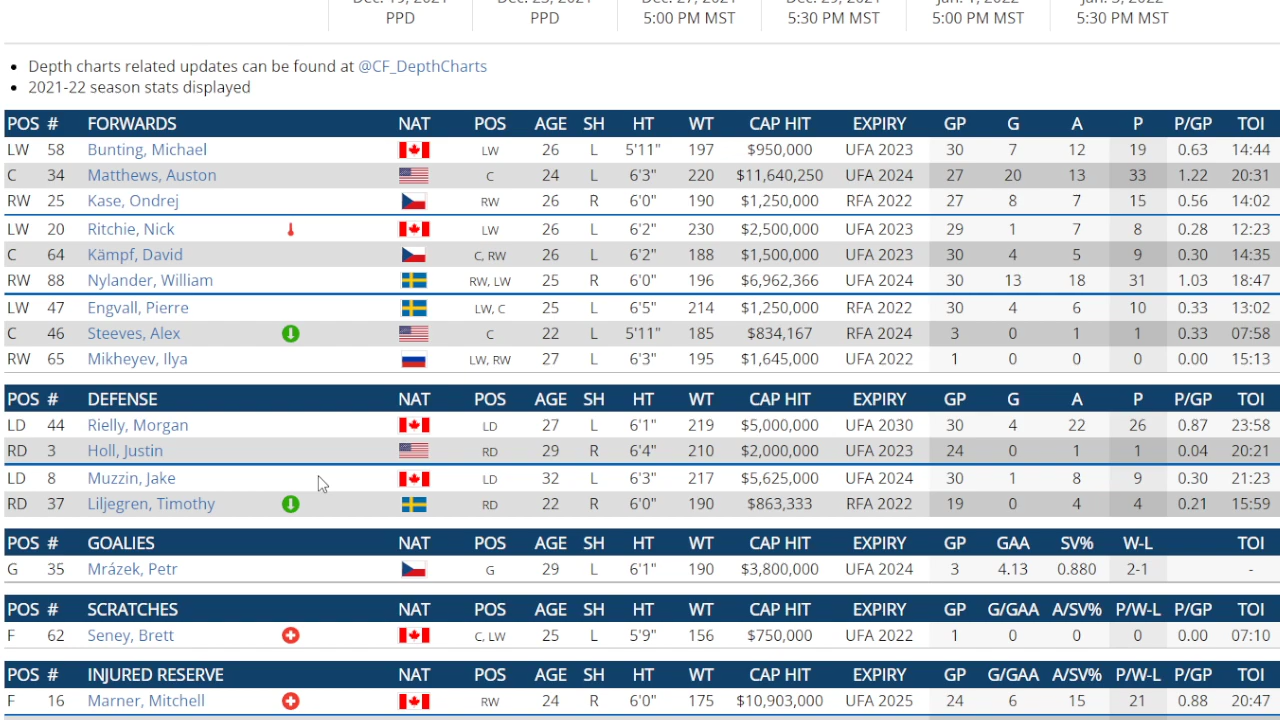 Dec. 19, 2021 Dec. 23, 2021 Dec. 27, 2021 Dec. 29, 2021 Jan. 1, 2022 Jan. 5, 2022
PPD PPD 5:00 PM MST 5:30 PM MST 5:00 PM MST 5:30 PM MST
Depth charts related updates can be found at @CF_DepthCharts
2021-22 season stats displayed
POS # FORWARDS NAT POS AGE SH HT WT CAP HIT EXPIRY GP G A P P/GP TOI
LW 58 Bunting, Michael LW 26 L 5'11" 197 $950,000 UFA 2023 30 7 12 19 0.63 14:44
C 34 Matthews, Auston C 24 L 6'3" 220 $11,640,250 UFA 2024 27 20 13 33 1.22 20:31
RW 25 Kase, Ondrej RW 26 R 6'0" 190 $1,250,000 RFA 2022 27 8 7 15 0.56 14:02
LW 20 Ritchie, Nick LW 26 L 6'2" 230 $2,500,000 UFA 2023 29 1 7 8 0.28 12:23
C 64 Kämpf, David C, RW 26 L 6'2" 188 $1,500,000 UFA 2023 30 4 5 9 0.30 14:35
RW 88 Nylander, William RW, LW 25 R 6'0" 196 $6,962,366 UFA 2024 30 13 18 31 1.03 18:47
LW 47 Engvall, Pierre LW, C 25 L 6'5" 214 $1,250,000 RFA 2022 30 4 6 10 0.33 13:02
C 46 Steeves, Alex C 22 L 5'11" 185 $834,167 RFA 2024 3 0 1 1 0.33 07:58
RW 65 Mikheyev, Ilya LW, RW 27 L 6'3" 195 $1,645,000 UFA 2022 1 0 0 0 0.00 15:13
POS # DEFENSE NAT POS AGE SH HT WT CAP HIT EXPIRY GP G A P P/GP TOI
LD 44 Rielly, Morgan LD 27 L 6'1" 219 $5,000,000 UFA 2030 30 4 22 26 0.87 23:58
RD 3 Holl, Justin RD 29 R 6'4" 210 $2,000,000 UFA 2023 24 0 1 1 0.04 20:21
LD 8 Muzzin, Jake LD 32 L 6'3" 217 $5,625,000 UFA 2024 30 1 8 9 0.30 21:23
RD 37 Liljegren, Timothy RD 22 R 6'0" 190 $863,333 RFA 2022 19 0 4 4 0.21 15:59
POS # GOALIES NAT POS AGE SH HT WT CAP HIT EXPIRY GP GAA SV% W-L TOI
G 35 Mrázek, Petr G 29 L 6'1" 190 $3,800,000 UFA 2024 3 4.13 0.880 2-1 -
POS # SCRATCHES NAT POS AGE SH HT WT CAP HIT EXPIRY GP G/GAA A/SV% P/W-L P/GP TOI
F 62 Seney, Brett C, LW 25 L 5'9" 156 $750,000 UFA 2022 1 0 0 0 0.00 07:10
POS # INJURED RESERVE NAT POS AGE SH HT WT CAP HIT EXPIRY GP G/GAA A/SV% P/W-L P/GP TOI
F 16 Marner, Mitchell RW 24 R 6'0" 175 $10,903,000 UFA 2025 24 6 15 21 0.88 20:47